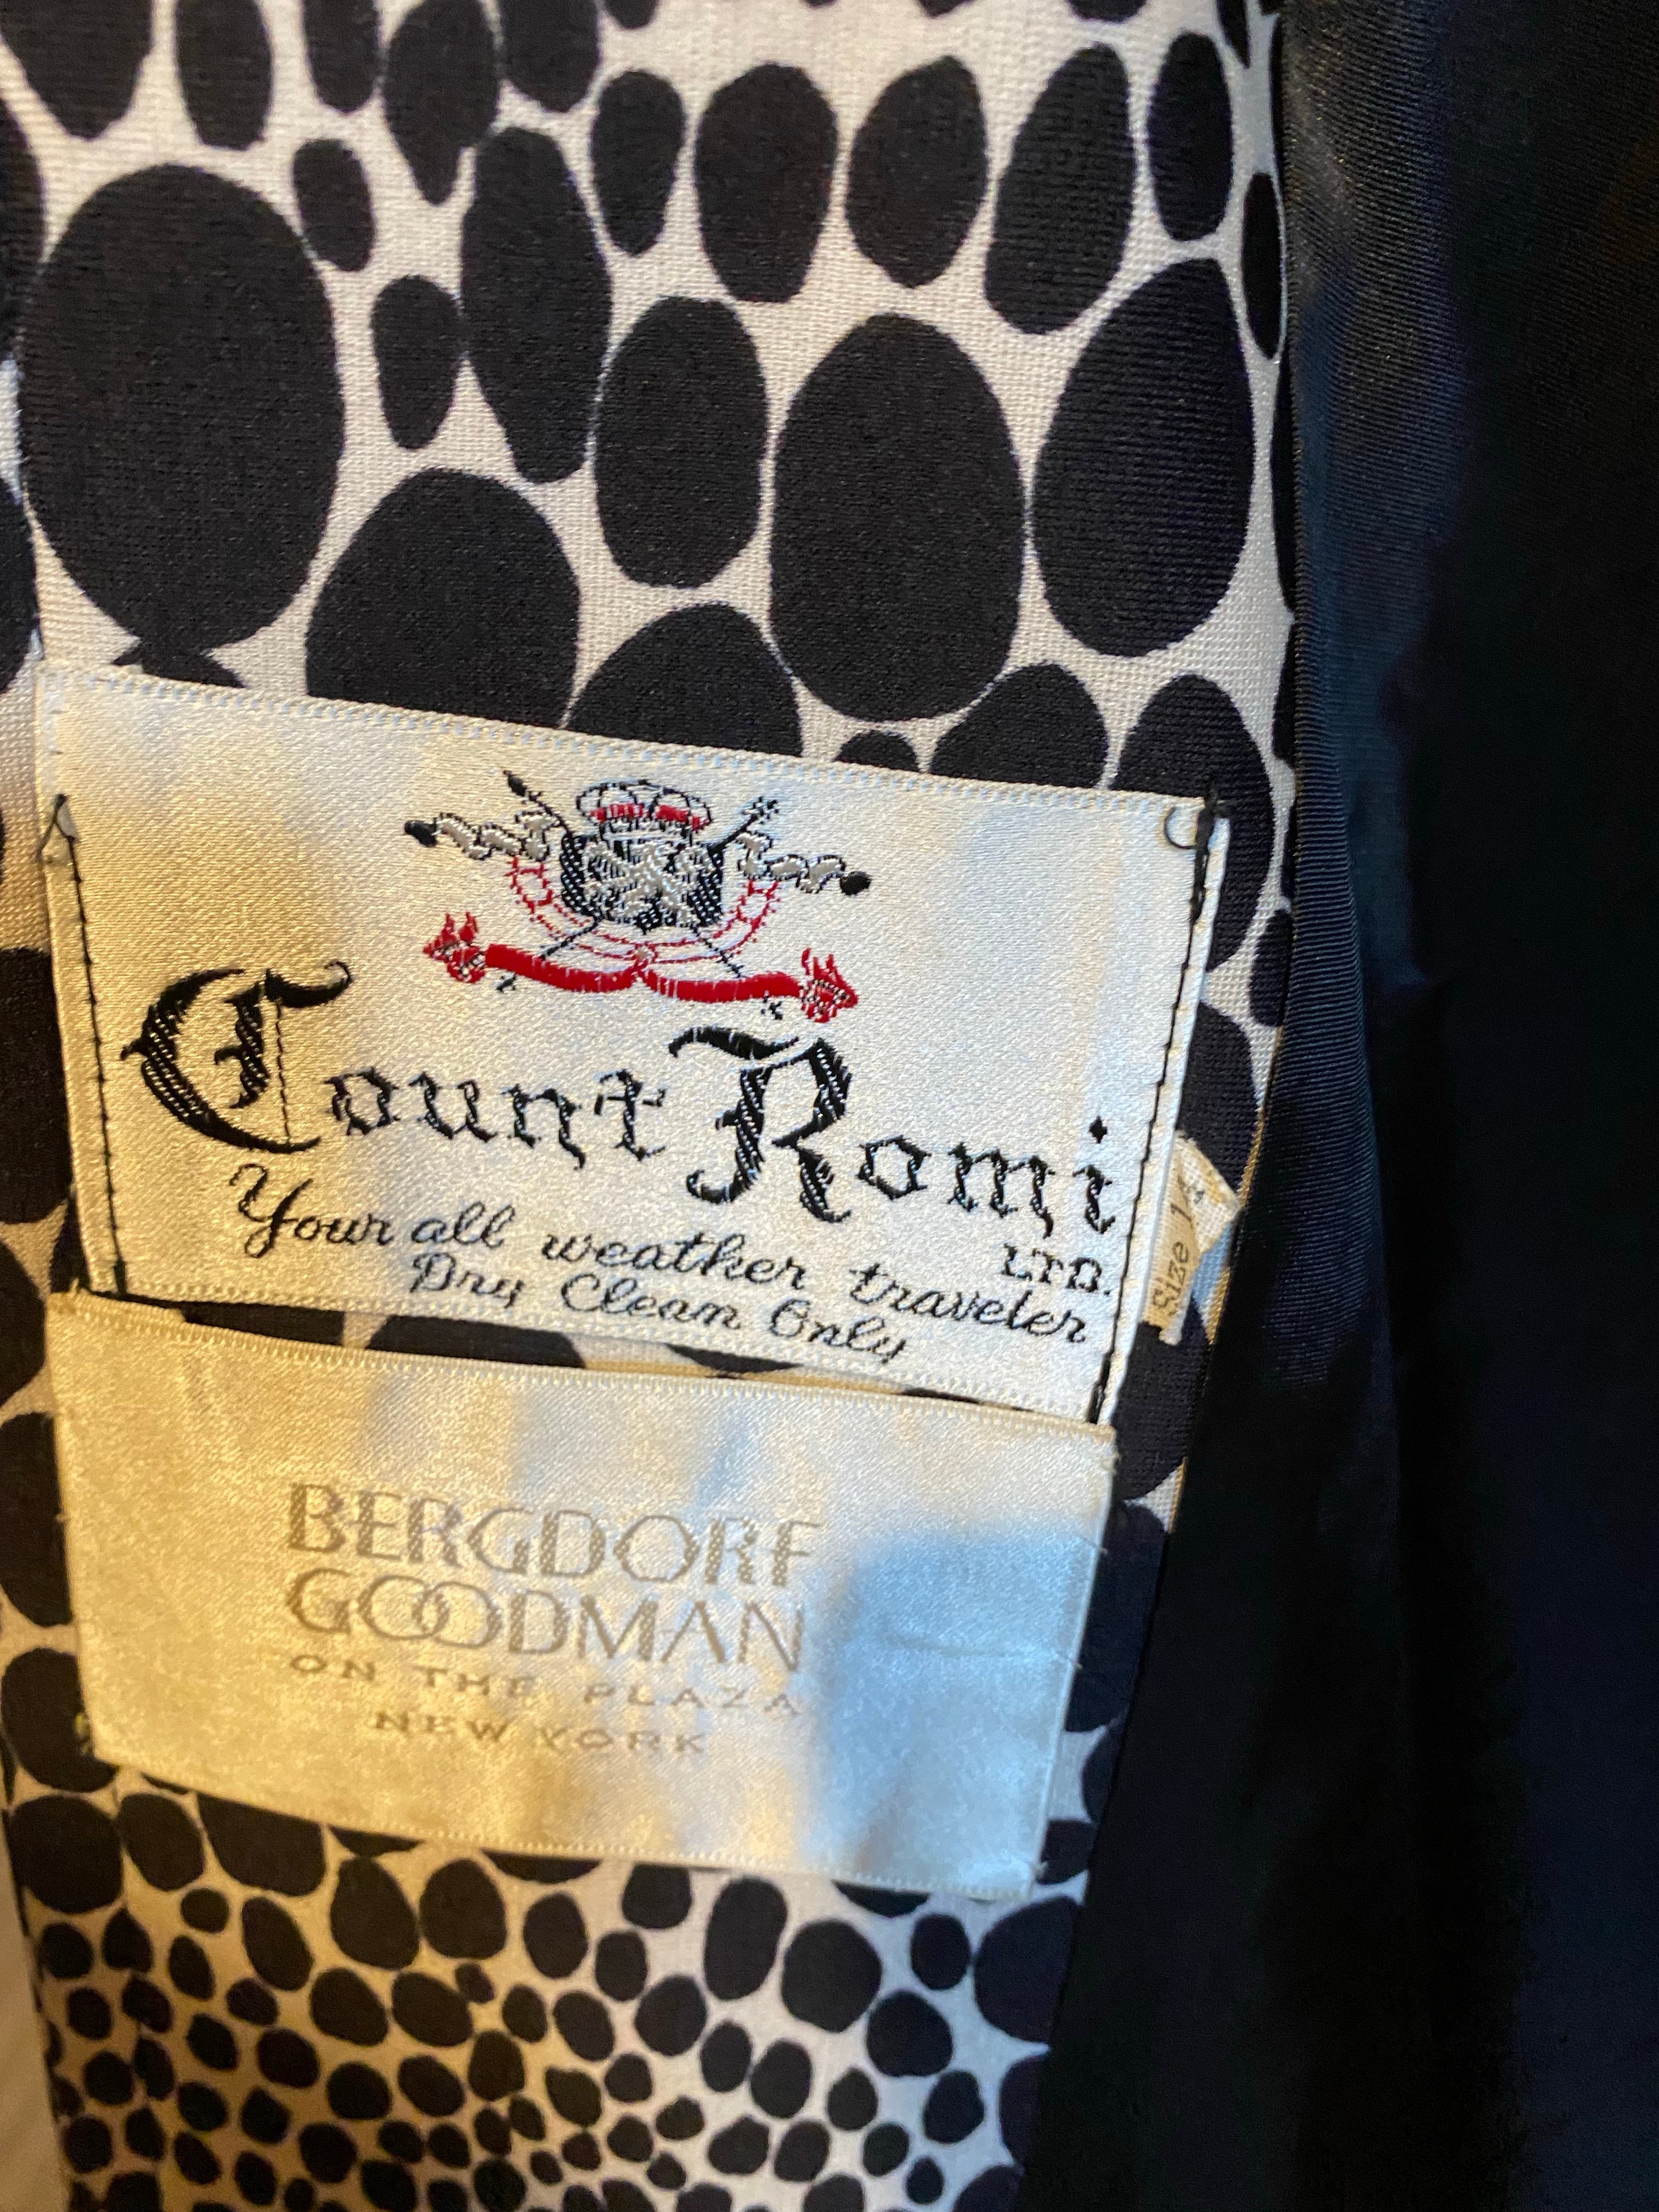 Count Romi
LTD.
Your all weather traveler
Dry Clean Only
Size 14
BERGDORF
GOODMAN
ON THE PLAZA
NEW YORK